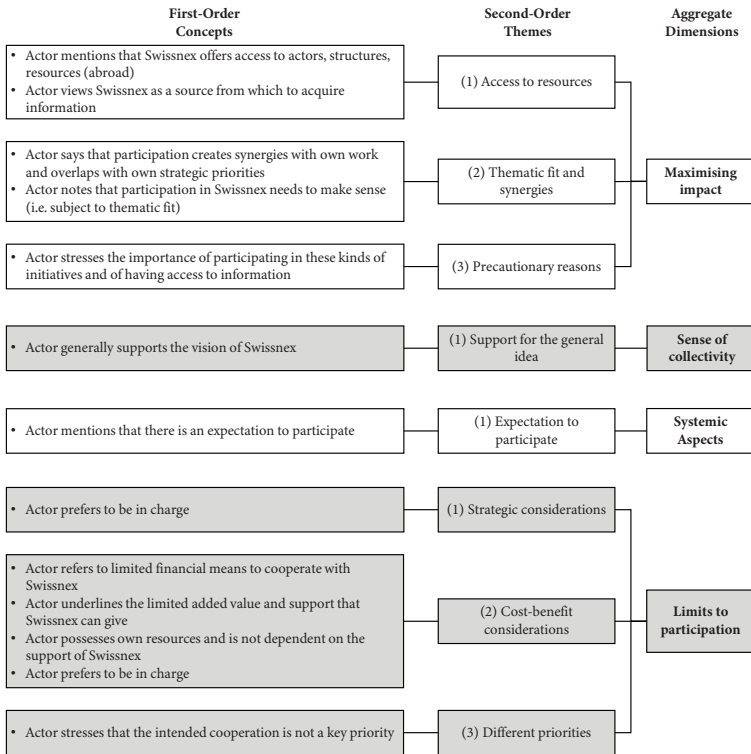 First-Order
Concepts
Second-Order
Themes
Aggregate
Dimensions
• Actor mentions that Swissnex offers access to actors, structures,
resources (abroad)
• Actor views Swissnex as a source from which to acquire
information
(1) Access to resources
• Actor says that participation creates synergies with own work
and overlaps with own strategic priorities
• Actor notes that participation in Swissnex needs to make sense
(i.e. subject to thematic fit)
(2) Thematic fit and
synergies
Maximising
impact
• Actor stresses the importance of participating in these kinds of
initiatives and of having access to information
(3) Precautionary reasons
• Actor generally supports the vision of Swissnex
(1) Support for the general
idea
Sense of
collectivity
• Actor mentions that there is an expectation to participate
(1) Expectation to
participate
Systemic
Aspects
• Actor prefers to be in charge
(1) Strategic considerations
• Actor refers to limited financial means to cooperate with
Swissnex
• Actor underlines the limited added value and support that
Swissnex can give
• Actor possesses own resources and is not dependent on the
support of Swissnex
• Actor prefers to be in charge
(2) Cost-benefit
considerations
Limits to
participation
• Actor stresses that the intended cooperation is not a key priority
(3) Different priorities